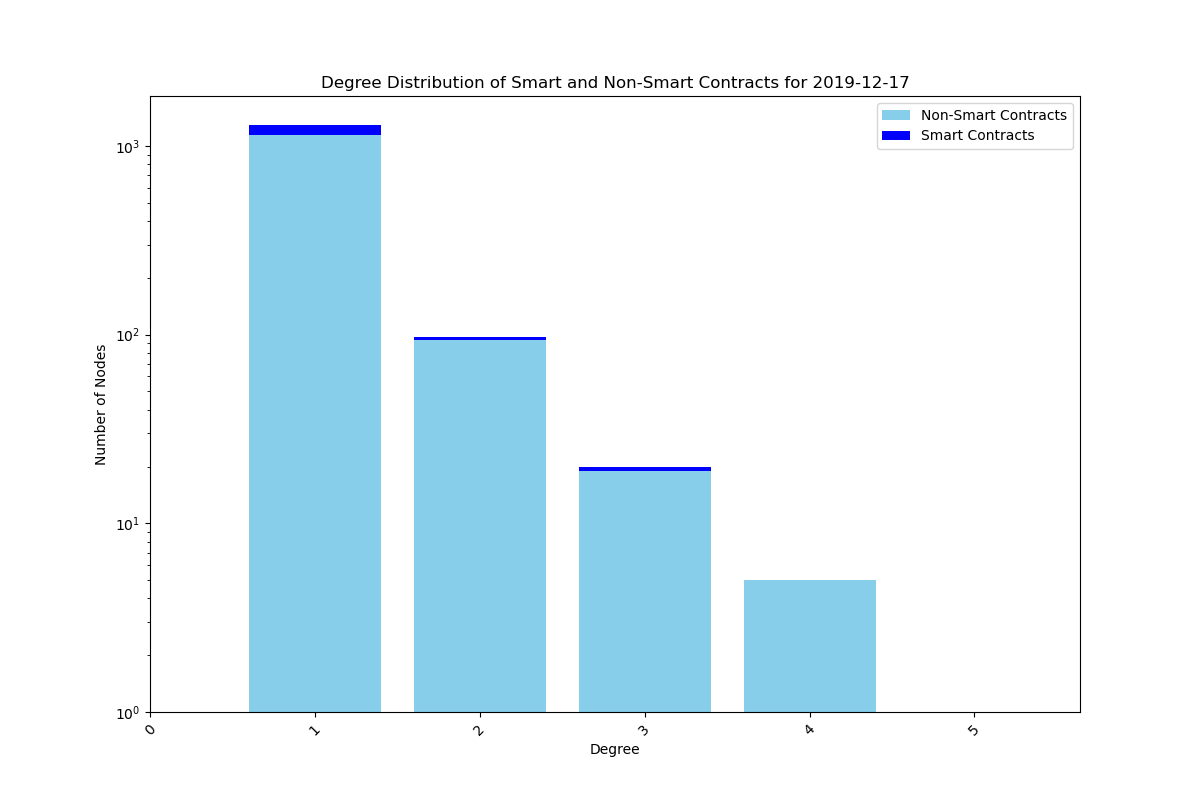 Degree Distribution of Smart and Non-Smart Contracts for 2019-12-17
Non-Smart Contracts
Smart Contracts
10³
10²
10¹
10⁰
Number of Nodes
0 1 2 3 4 5
Degree